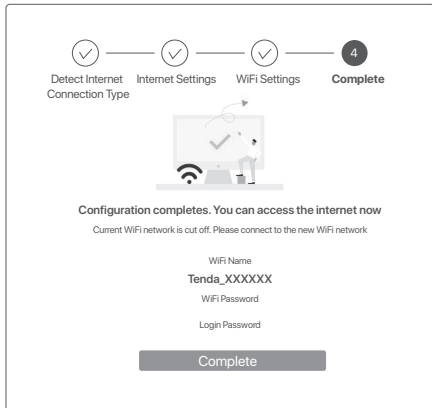 4
Detect Internet
Connection Type
Internet Settings
WiFi Settings
Complete
Configuration completes. You can access the internet now
Current WiFi network is cut off. Please connect to the new WiFi network
WiFi Name
Tenda_XXXXXX
WiFi Password
Login Password
Complete